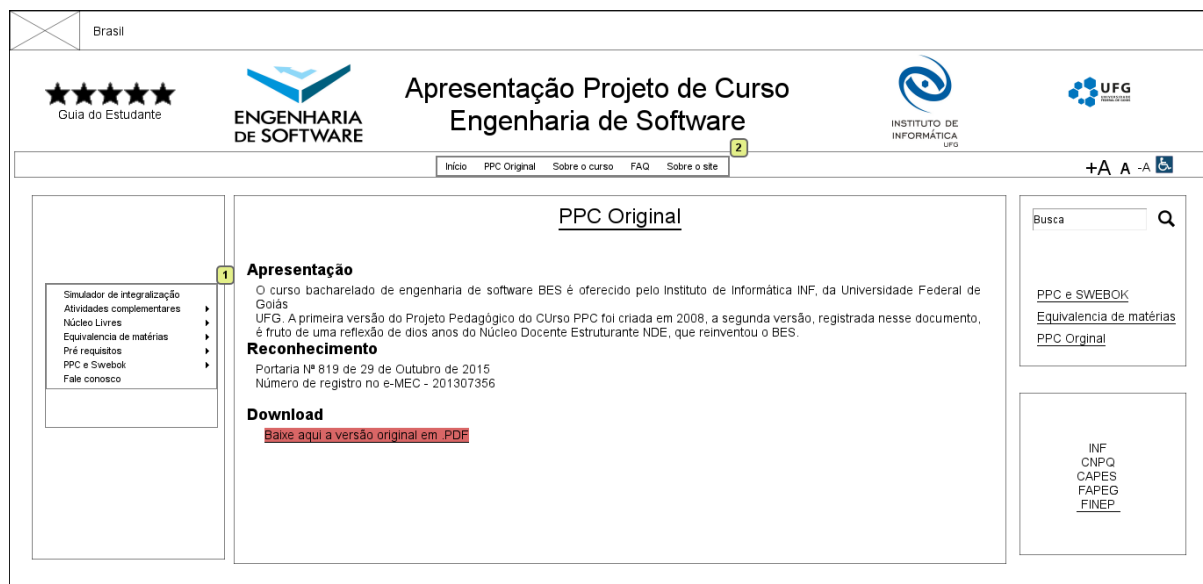 Brasil
Guia do Estudante
ENGENHARIA
DE SOFTWARE
Apresentação Projeto de Curso
Engenharia de Software
INSTITUTO DE
INFORMÁTICA
UFG
UFG
2
Início PPC Original Sobre o curso FAQ Sobre o site
+A A -A
1
Simulador de integralização
Atividades complementares
Núcleo Livres
Equivalencia de matérias
Pré requisitos
PPC e Swebok
Fale conosco
PPC Original
Apresentação
O curso bacharelado de engenharia de software BES é oferecido pelo Instituto de Informática INF, da Universidade Federal de
Goiás
UFG. A primeira versão do Projeto Pedagógico do CUrso PPC foi criada em 2008, a segunda versão, registrada nesse documento,
é fruto de uma reflexão de dios anos do Núcleo Docente Estruturante NDE, que reinventou o BES.
Reconhecimento
Portaria Nª 819 de 29 de Outubro de 2015
Número de registro no e-MEC - 201307356
Download
Baixe aqui a versão original em .PDF
Busca
PPC e SWEBOK
Equivalencia de matérias
PPC Orginal
INF
CNPQ
CAPES
FAPEG
FINEP